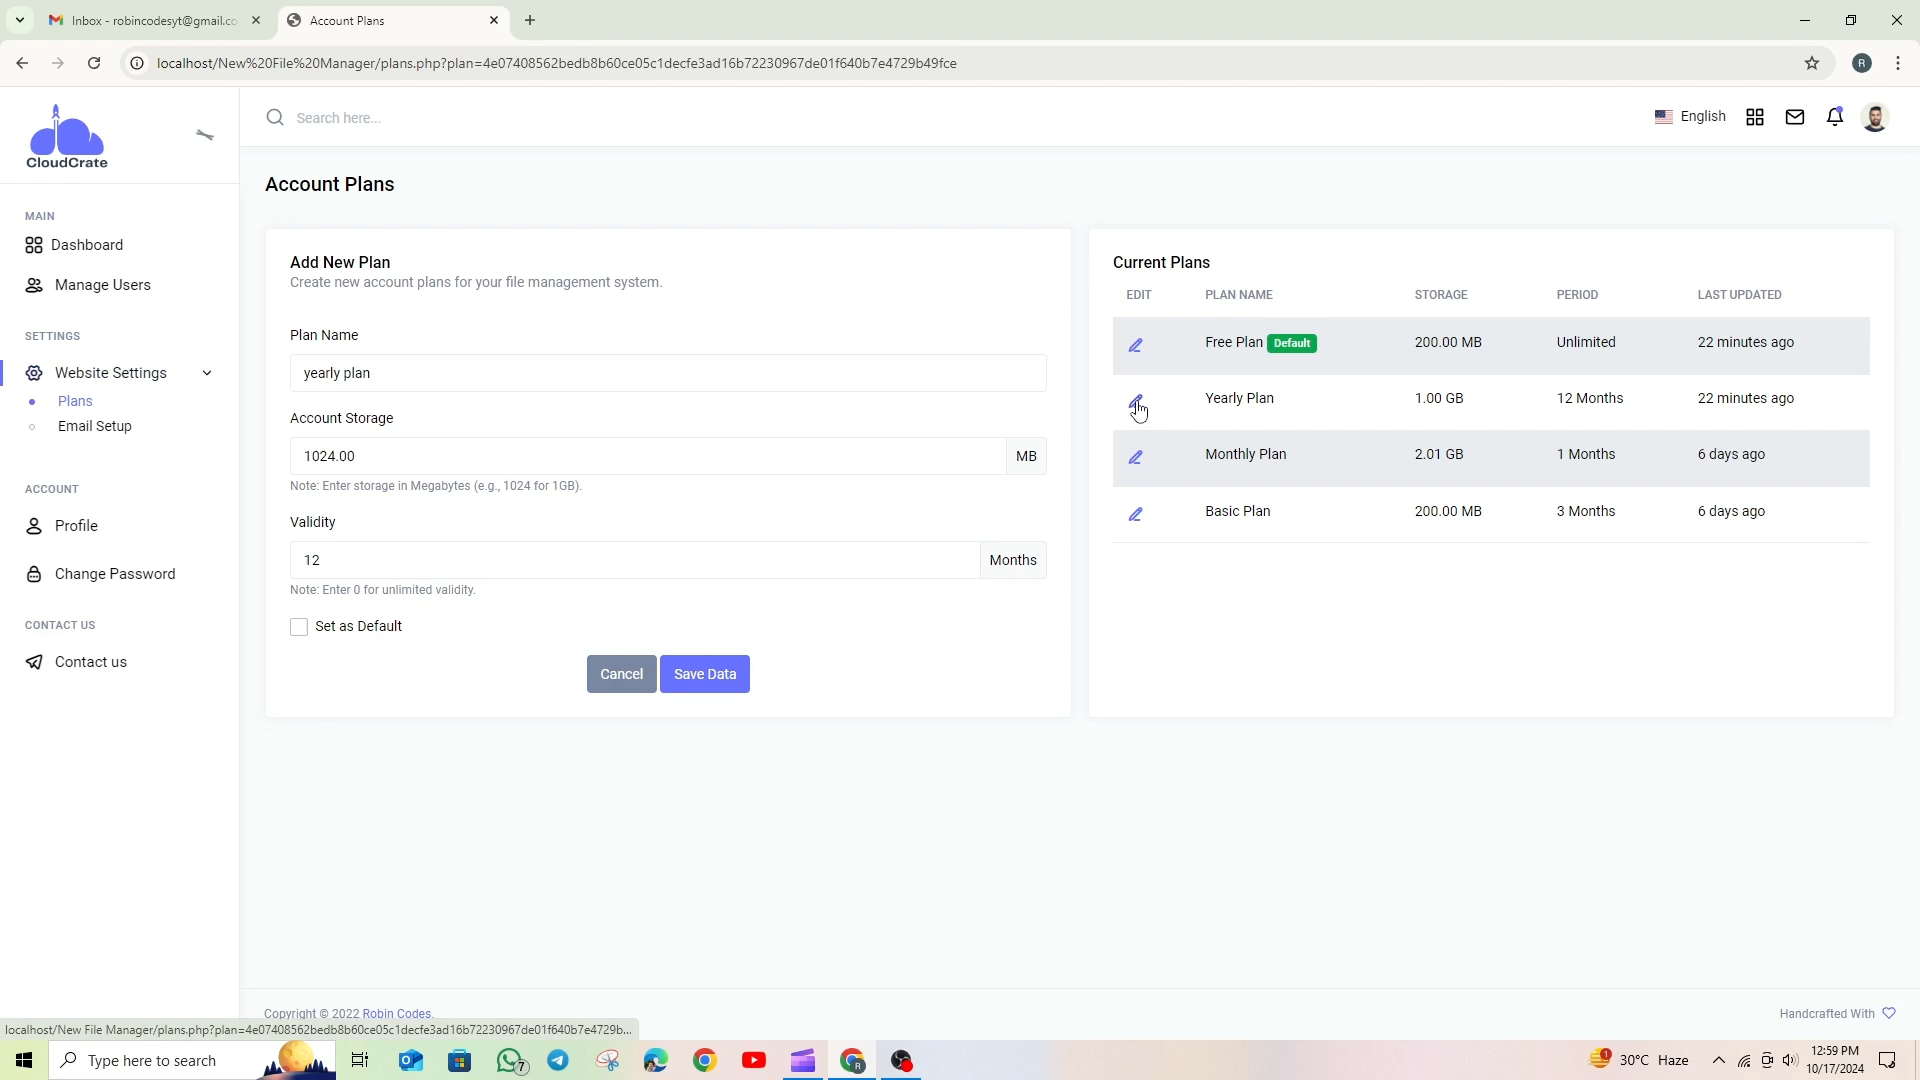 Inbox - robincodesyt@gmail.co
Account Plans
localhost/New%20File%20Manager/plans.php?plan=4e07408562bedb8b60ce05c1decfe3ad16b72230967de01f640b7e4729b49fce
R
CloudCrate
Search here...
English
MAIN
Dashboard
Manage Users
SETTINGS
Website Settings
Plans
Email Setup
ACCOUNT
Profile
Change Password
CONTACT US
Contact us
Account Plans
Add New Plan
Create new account plans for your file management system.
Plan Name
yearly plan
Account Storage
1024.00 MB
Note: Enter storage in Megabytes (e.g., 1024 for 1GB).
Validity
12 Months
Note: Enter 0 for unlimited validity.
Set as Default
Cancel Save Data
Current Plans
EDIT PLAN NAME STORAGE PERIOD LAST UPDATED
Free Plan Default 200.00 MB Unlimited 22 minutes ago
Yearly Plan 1.00 GB 12 Months 22 minutes ago
Monthly Plan 2.01 GB 1 Months 6 days ago
Basic Plan 200.00 MB 3 Months 6 days ago
Copyright © 2022 Robin Codes.
Handcrafted With
localhost/New File Manager/plans.php?plan=4e07408562bedb8b60ce05c1decfe3ad16b72230967de01f640b7e4729b...
Type here to search
7
R
1
30°C Haze
12:59 PM
10/17/2024